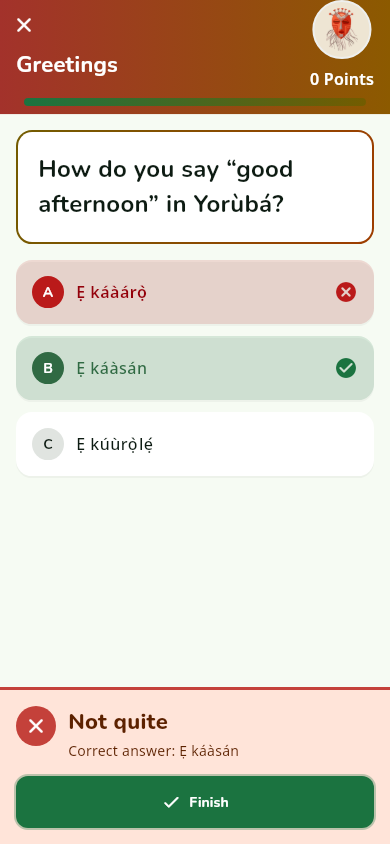 Greetings
0 Points
How do you say “good
afternoon” in Yorùbá?
A Ẹ káàárọ̀
B Ẹ káàsán
C Ẹ kúùrọ̀lẹ́
Not quite
Correct answer: Ẹ káàsán
Finish